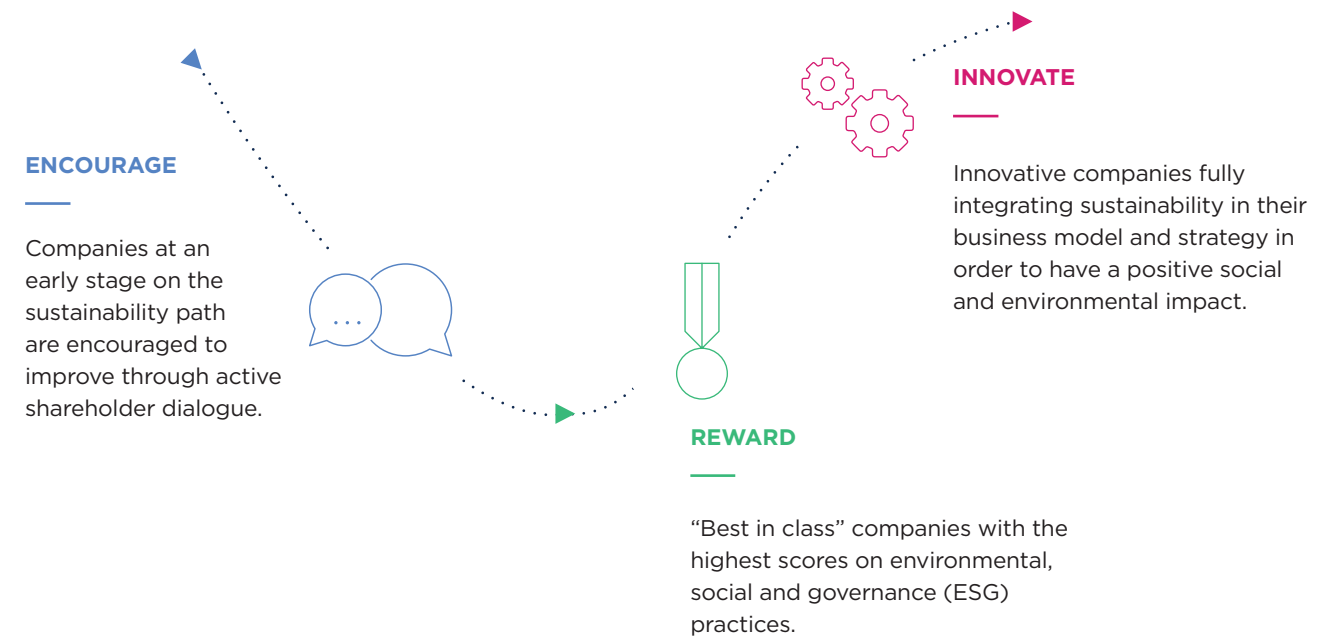 ENCOURAGE
Companies at an
early stage on the
sustainability path
are encouraged to
improve through active
shareholder dialogue.
REWARD
“Best in class” companies with the
highest scores on environmental,
social and governance (ESG)
practices.
INNOVATE
Innovative companies fully
integrating sustainability in their
business model and strategy in
order to have a positive social
and environmental impact.